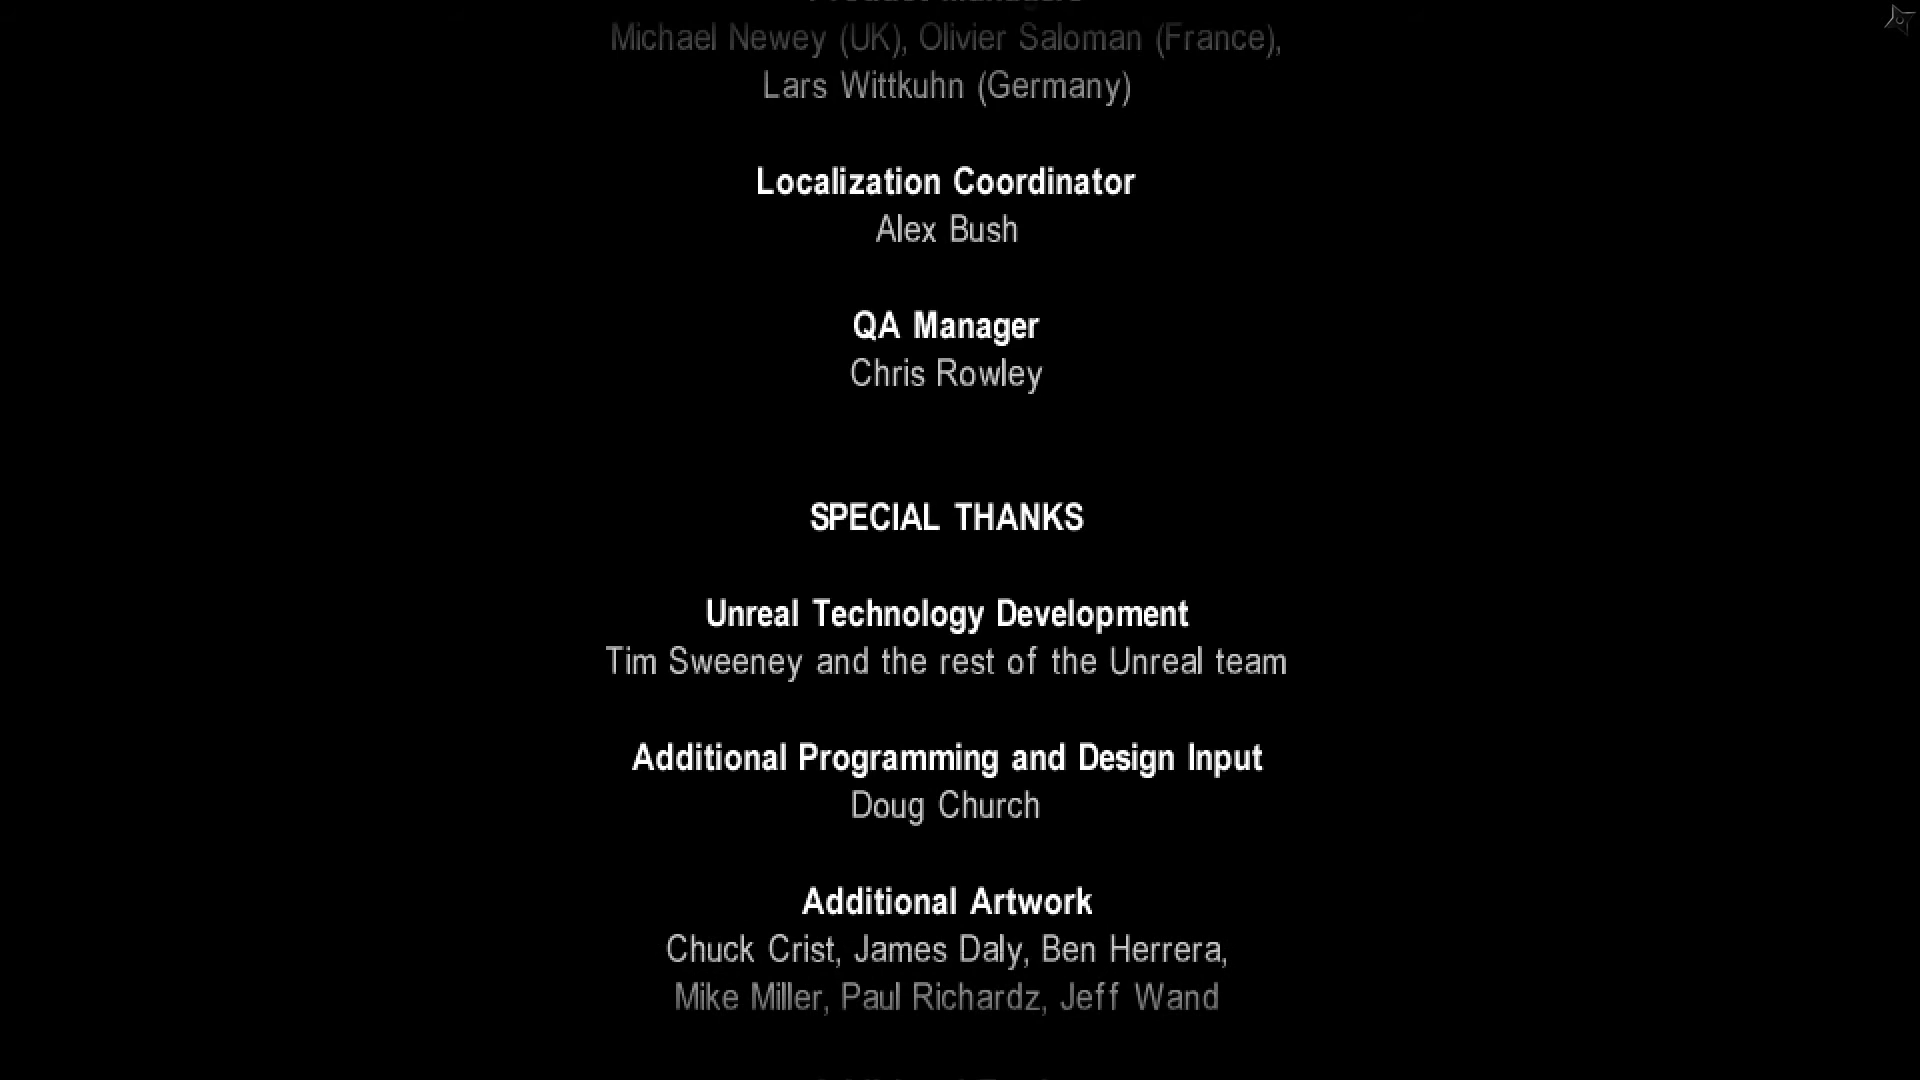 Michael Newey (UK), Olivier Saloman (France),
Lars Wittkuhn (Germany)
Localization Coordinator
Alex Bush
QA Manager
Chris Rowley
SPECIAL THANKS
Unreal Technology Development
Tim Sweeney and the rest of the Unreal team
Additional Programming and Design Input
Doug Church
Additional Artwork
Chuck Crist, James Daly, Ben Herrera,
Mike Miller, Paul Richardz, Jeff Wand